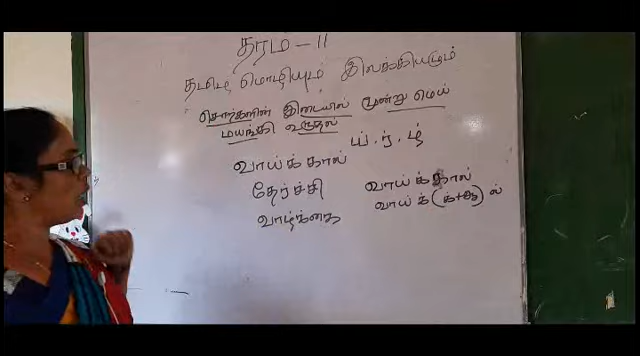 தரம் - 11
தமிழ் மொழியும் இலக்கியமும்
சொற்களின் இடையில் மூன்று மெய்
மயங்கி வருதல்
ய். ர். ழ்
வாய்க்கால்
தேர்ச்சி
வாழ்க்கை
வாய்க்கால்
வாய்க் (க்+ஆ) ல்